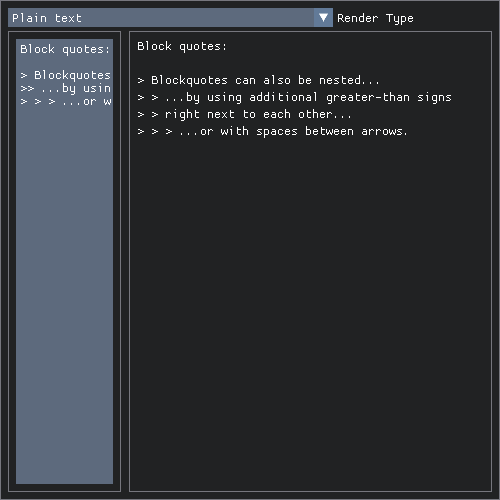 Plain text
Render Type
Block quotes:
> Blockquotes
>> ...by usin
> > > ...or w
Block quotes:
> Blockquotes can also be nested...
> > ...by using additional greater-than signs
> > right next to each other...
> > > ...or with spaces between arrows.